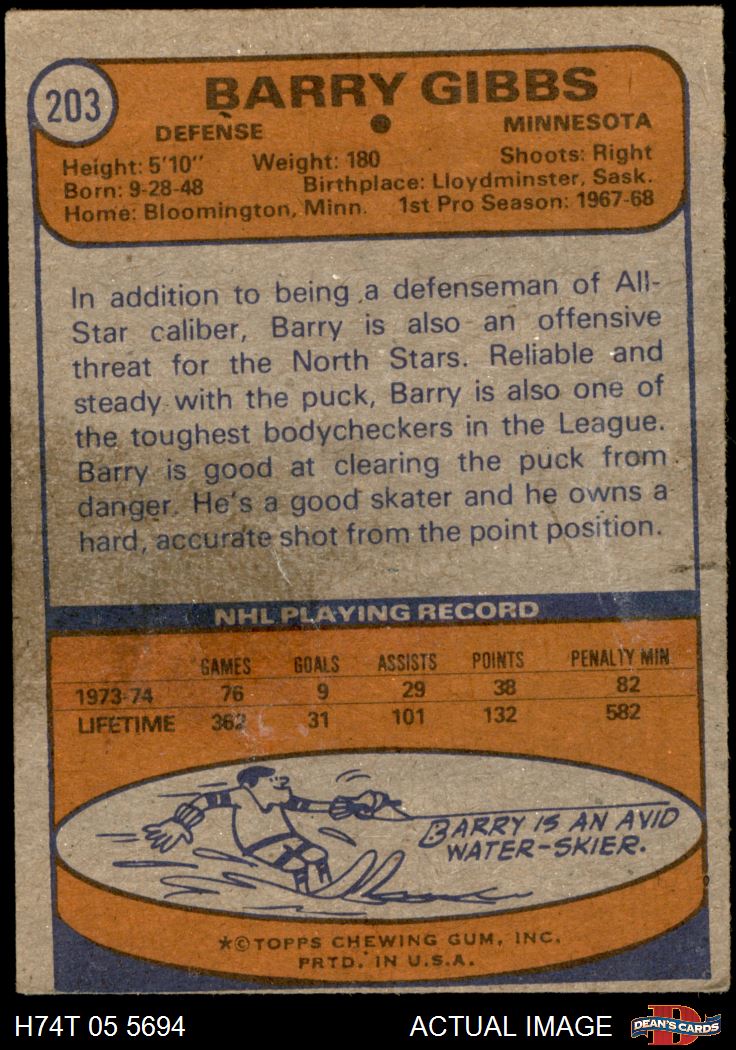 203
BARRY GIBBS
DEFENSE ● MINNESOTA
Height: 5'10" Weight: 180 Shoots: Right
Born: 9-28-48 Birthplace: Lloydminster, Sask.
Home: Bloomington, Minn. 1st Pro Season: 1967-68
In addition to being a defenseman of All-
Star caliber, Barry is also an offensive
threat for the North Stars. Reliable and
steady with the puck, Barry is also one of
the toughest bodycheckers in the League.
Barry is good at clearing the puck from
danger. He's a good skater and he owns a
hard, accurate shot from the point position.
NHL PLAYING RECORD
GAMES GOALS ASSISTS POINTS PENALTY MIN
1973-74 76 9 29 38 82
LIFETIME 362 31 101 132 582
BARRY IS AN AVID
WATER-SKIER.
*© TOPPS CHEWING GUM, INC.
PRTD. IN U.S.A.
H74T 05 5694 ACTUAL IMAGE D DEAN'S CARDS